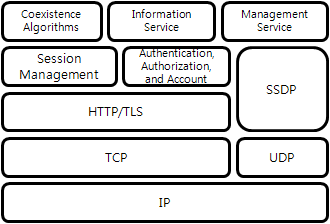 Coexistence
Algorithms
Information
Service
Management
Service
Session
Management
Authentication,
Authorization,
and Account
SSDP
HTTP/TLS
TCP
UDP
IP